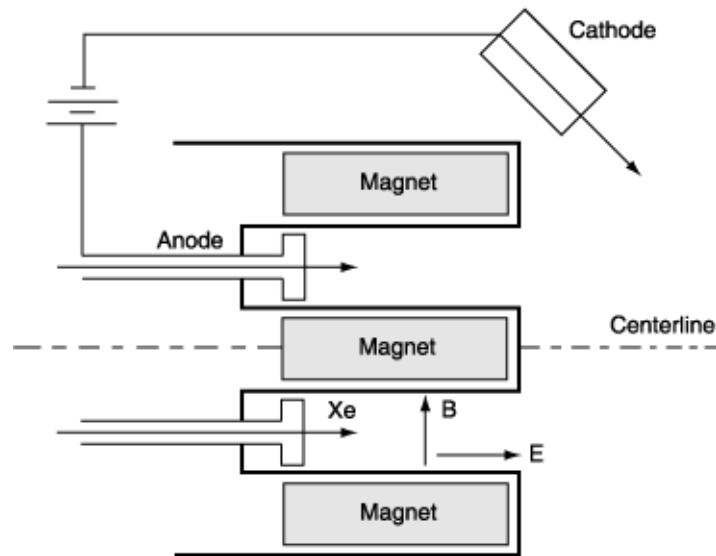 Cathode
Magnet
Anode
Magnet
Centerline
Xe
B
E
Magnet